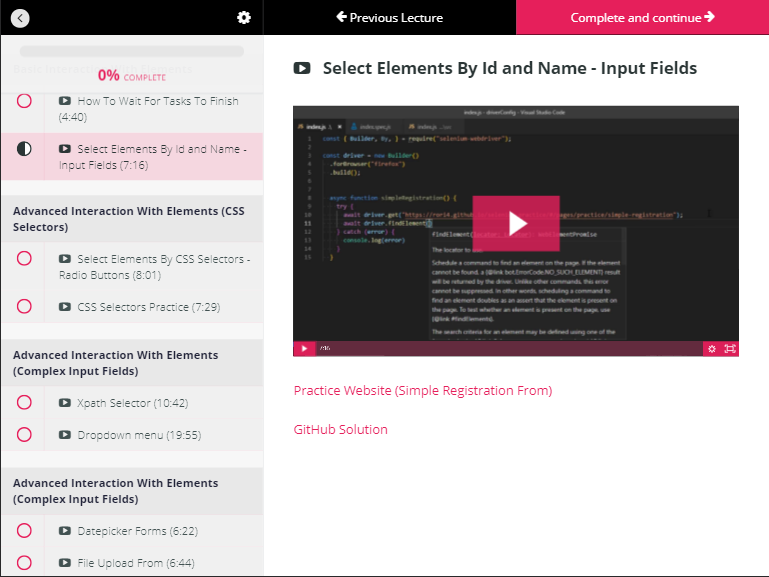 Previous Lecture
Complete and continue
0% COMPLETE
How To Wait For Tasks To Finish
(4:40)
Select Elements By Id and Name -
Input Fields (7:16)
Advanced Interaction With Elements (CSS
Selectors)
Select Elements By CSS Selectors -
Radio Buttons (8:01)
CSS Selectors Practice (7:29)
Advanced Interaction With Elements
(Complex Input Fields)
Xpath Selector (10:42)
Dropdown menu (19:55)
Advanced Interaction With Elements
(Complex Input Fields)
Datepicker Forms (6:22)
File Upload From (6:44)
Select Elements By Id and Name - Input Fields
index.js - driverConfig - Visual Studio Code
index.js
index.spec.js
index.js
1 const { Builder, By, } = require("selenium-webdriver");
2
3 const driver = new Builder()
4 .forBrowser("firefox")
5 .build();
6
7
8 async function simpleRegistration() {
9 try {
10 await driver.get("https://rori4.github. pages/practice/simple-registration");
11 await driver.findElement(
12 } catch (error) {
13 console.log(error)
14 }
15 }
findElement( WebElementPromise
The locator to
Schedule a command to find an element on the page. If the element
cannot be found, a {@link bot.ErrorCode.NO_SUCH_ELEMENT} result
will be returned by the driver. Unlike other commands, this error
cannot be suppressed. In other words, scheduling a command to
find an element doubles as an assert that the element is present
on the page. To test whether an element is present on the page, use
{@link #findElements}.
The search criteria for an element may be defined using one of the
7:16
Practice Website (Simple Registration From)
GitHub Solution